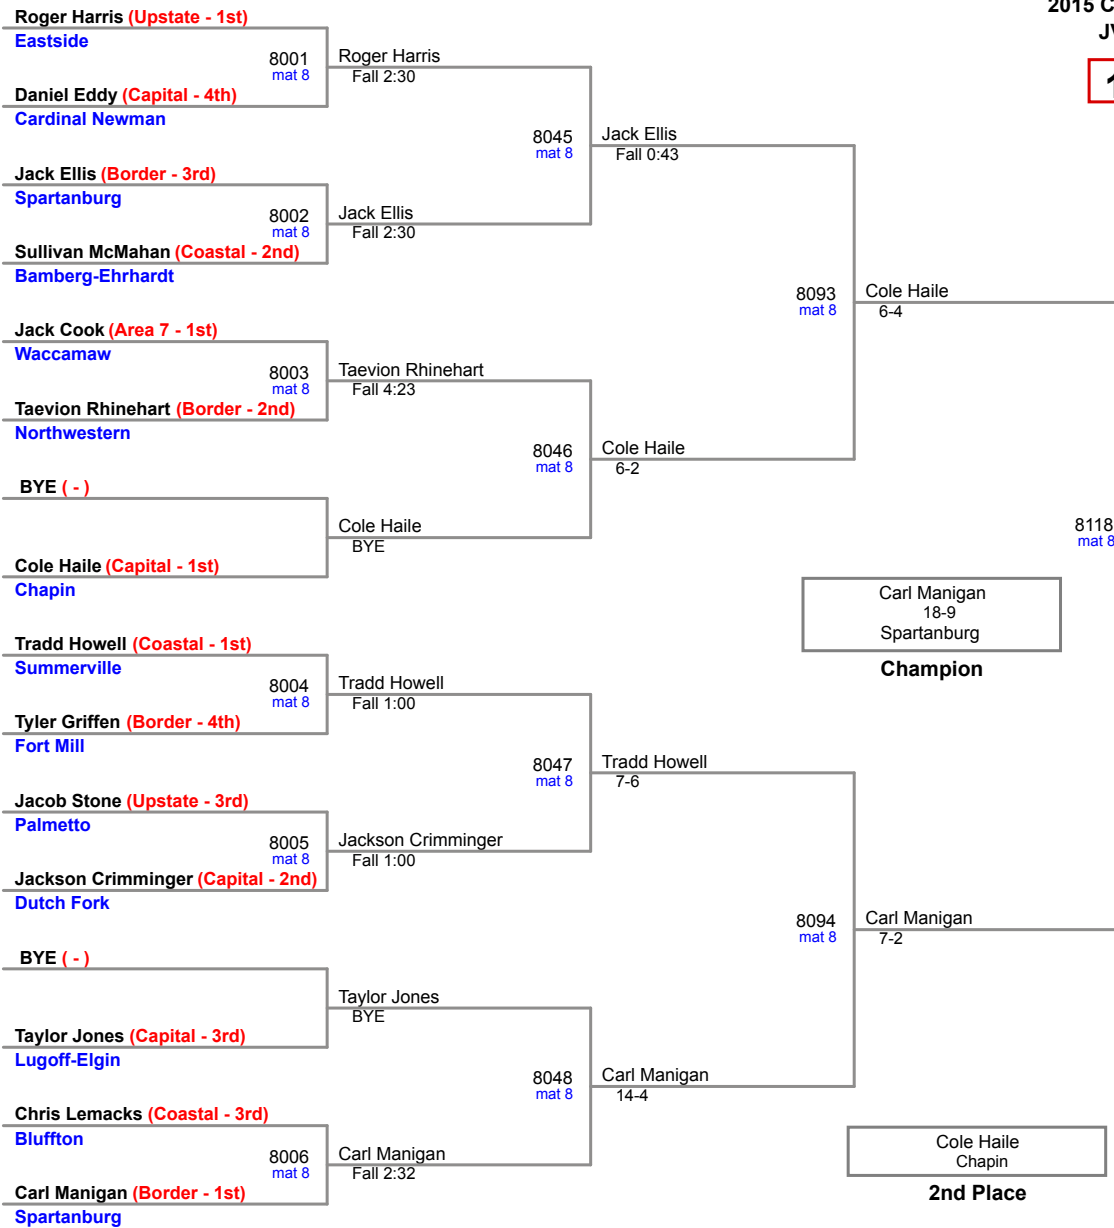 2015 C
JV
1
Roger Harris (Upstate - 1st)
Eastside
8001
mat 8
Roger Harris
Fall 2:30
Daniel Eddy (Capital - 4th)
Cardinal Newman
8045
mat 8
Jack Ellis
Fall 0:43
Jack Ellis (Border - 3rd)
Spartanburg
8002
mat 8
Jack Ellis
Fall 2:30
Sullivan McMahan (Coastal - 2nd)
Bamberg-Ehrhardt
8093
mat 8
Cole Haile
6-4
Jack Cook (Area 7 - 1st)
Waccamaw
8003
mat 8
Taevion Rhinehart
Fall 4:23
Taevion Rhinehart (Border - 2nd)
Northwestern
8046
mat 8
Cole Haile
6-2
BYE ( - )
Cole Haile
BYE
Cole Haile (Capital - 1st)
Chapin
8118
mat 8
Carl Manigan
18-9
Spartanburg
Champion
Tradd Howell (Coastal - 1st)
Summerville
8004
mat 8
Tradd Howell
Fall 1:00
Tyler Griffen (Border - 4th)
Fort Mill
8047
mat 8
Tradd Howell
7-6
Jacob Stone (Upstate - 3rd)
Palmetto
8005
mat 8
Jackson Crimminger
Fall 1:00
Jackson Crimminger (Capital - 2nd)
Dutch Fork
8094
mat 8
Carl Manigan
7-2
BYE ( - )
Taylor Jones
BYE
Taylor Jones (Capital - 3rd)
Lugoff-Elgin
8048
mat 8
Carl Manigan
14-4
Chris Lemacks (Coastal - 3rd)
Bluffton
8006
mat 8
Carl Manigan
Fall 2:32
Carl Manigan (Border - 1st)
Spartanburg
Cole Haile
Chapin
2nd Place